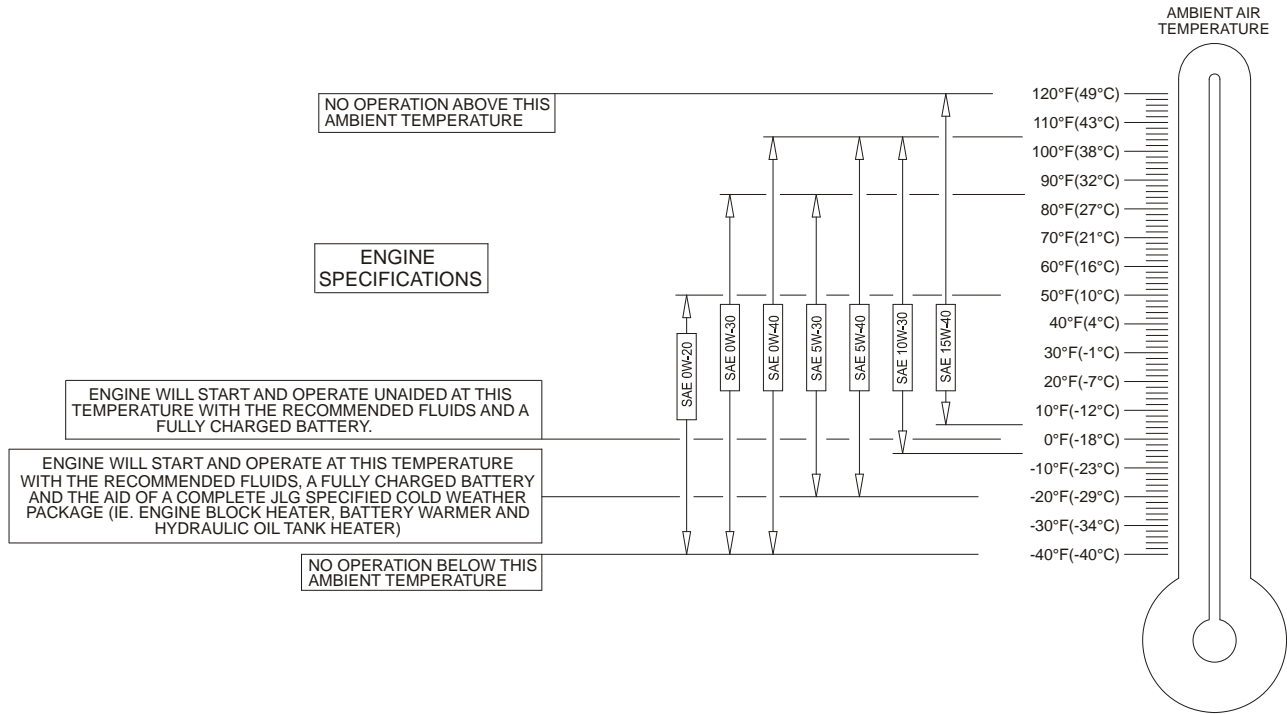 AMBIENT AIR
TEMPERATURE
NO OPERATION ABOVE THIS
AMBIENT TEMPERATURE
120°F(49°C)
110°F(43°C)
100°F(38°C)
90°F(32°C)
80°F(27°C)
70°F(21°C)
60°F(16°C)
50°F(10°C)
40°F(4°C)
30°F(-1°C)
20°F(-7°C)
10°F(-12°C)
0°F(-18°C)
-10°F(-23°C)
-20°F(-29°C)
-30°F(-34°C)
-40°F(-40°C)
ENGINE
SPECIFICATIONS
SAE 0W-20
SAE 0W-30
SAE 0W-40
SAE 5W-30
SAE 5W-40
SAE 10W-30
SAE 15W-40
ENGINE WILL START AND OPERATE UNAIDED AT THIS
TEMPERATURE WITH THE RECOMMENDED FLUIDS AND A
FULLY CHARGED BATTERY.
ENGINE WILL START AND OPERATE AT THIS TEMPERATURE
WITH THE RECOMMENDED FLUIDS, A FULLY CHARGED BATTERY
AND THE AID OF A COMPLETE JLG SPECIFIED COLD WEATHER
PACKAGE (IE. ENGINE BLOCK HEATER, BATTERY WARMER AND
HYDRAULIC OIL TANK HEATER)
NO OPERATION BELOW THIS
AMBIENT TEMPERATURE